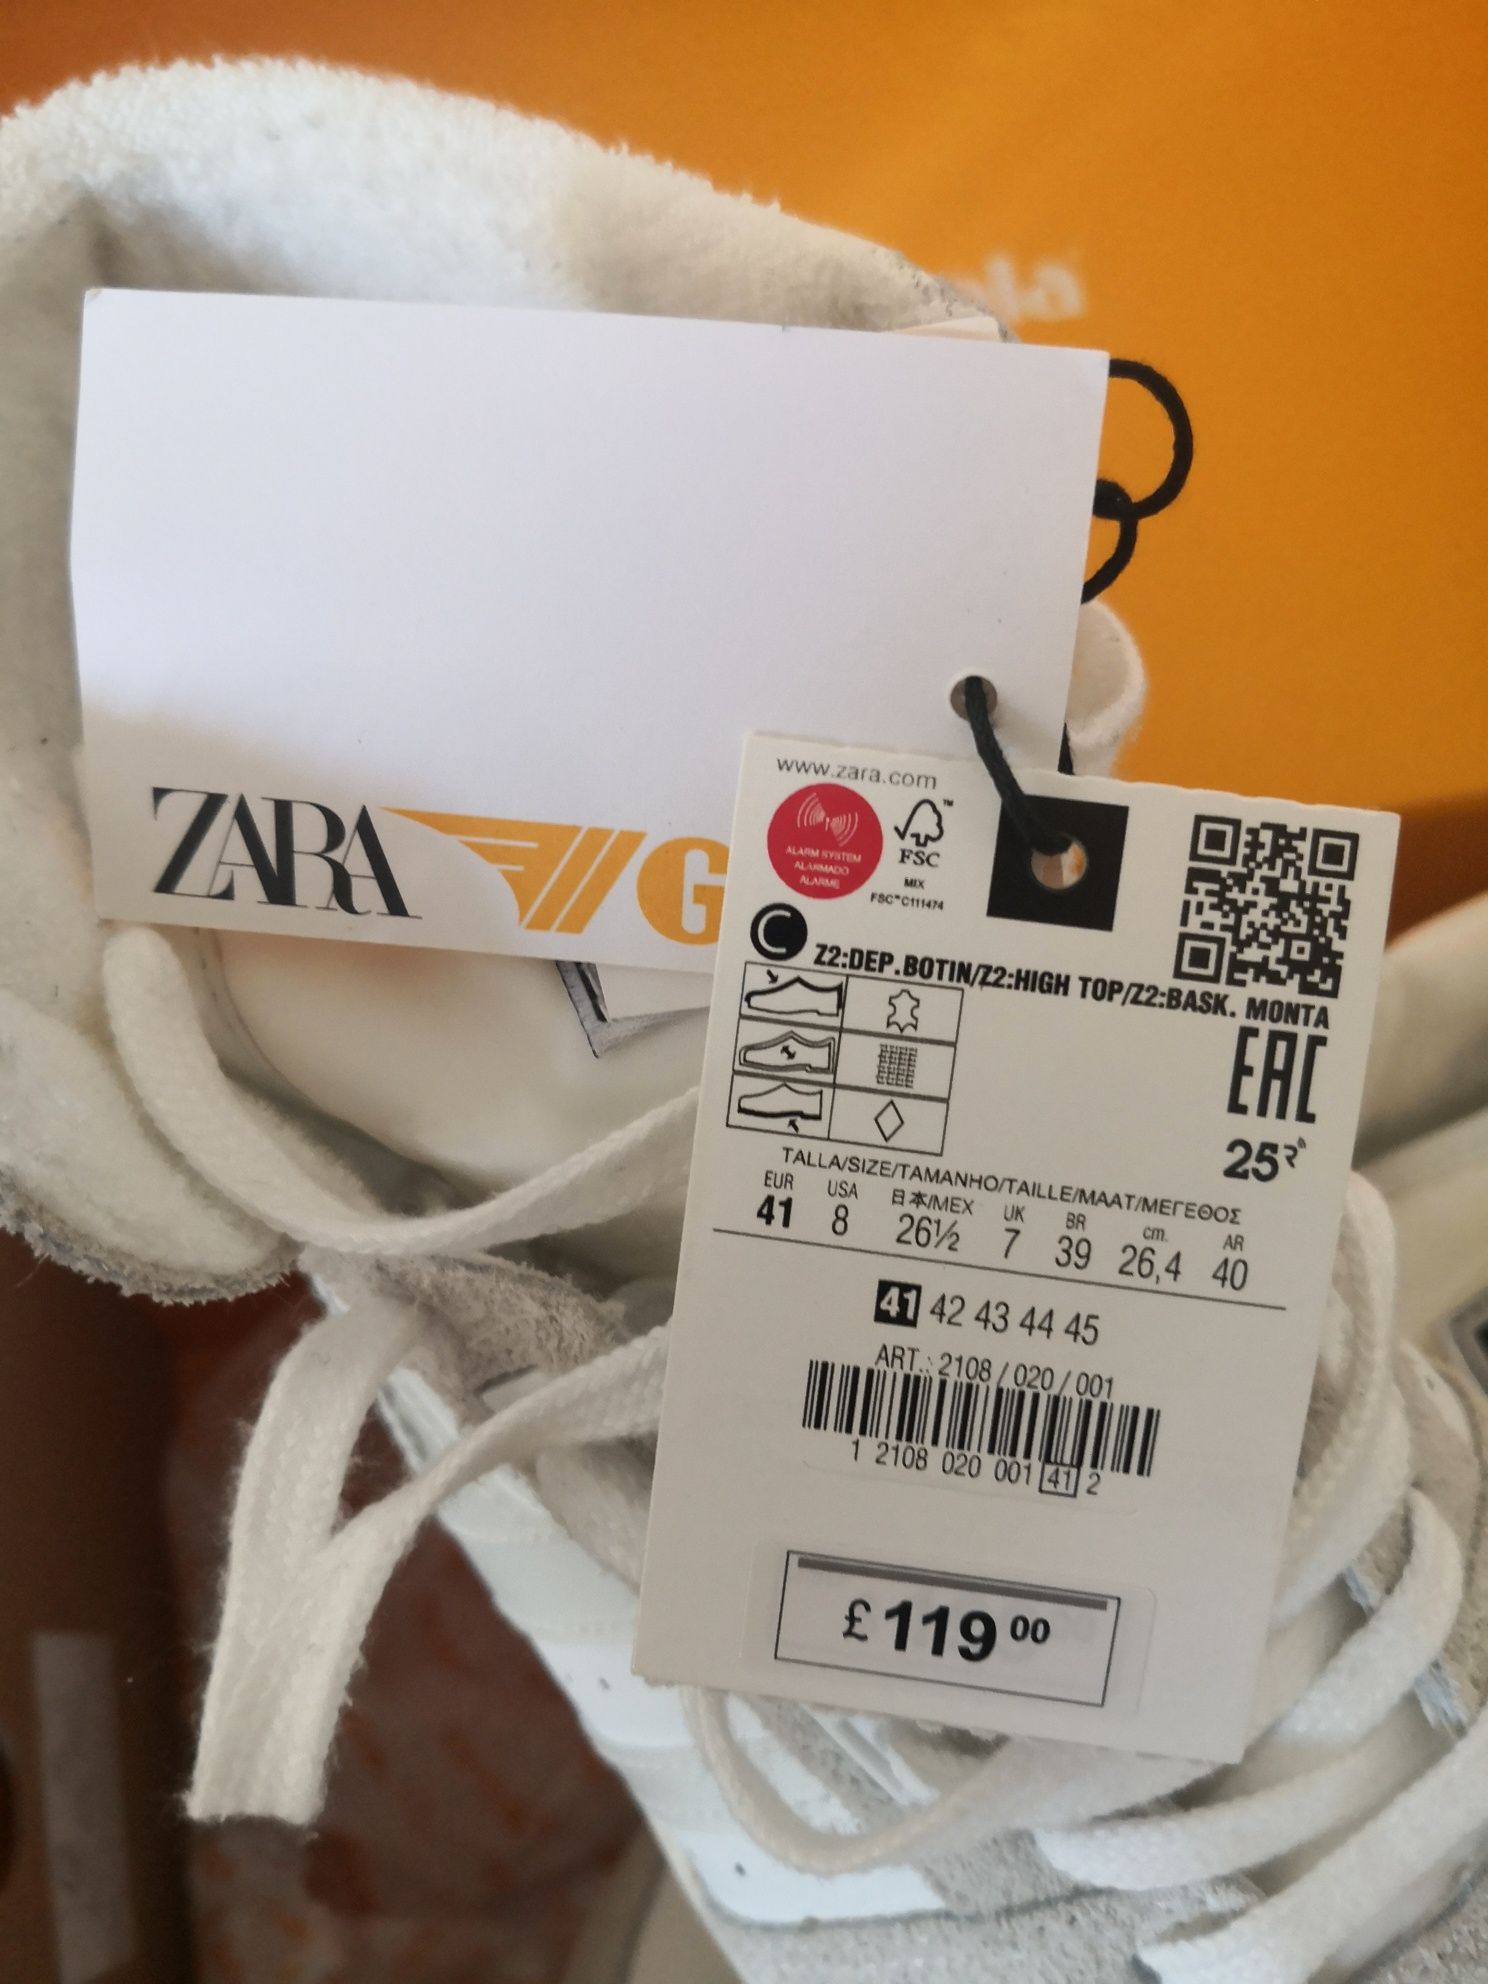 ZARA G
www.zara.com
ALARM SYSTEM
ALARMADO
ALARME
FSC
MIX
FSC™ C111474
C
Z2:DEP.BOTIN/Z2:HIGH TOP/Z2:BASK. MONTA
EAC
25
TALLA/SIZE/TAMANHO/TAILLE/MAAT/ΜΕΓΕΘΟΣ
EUR USA 日本/MEX UK BR cm. AR
41 8 26½ 7 39 26,4 40
41 42 43 44 45
ART.: 2108 / 020 / 001
1 2108 020 001 41 2
£ 119 00